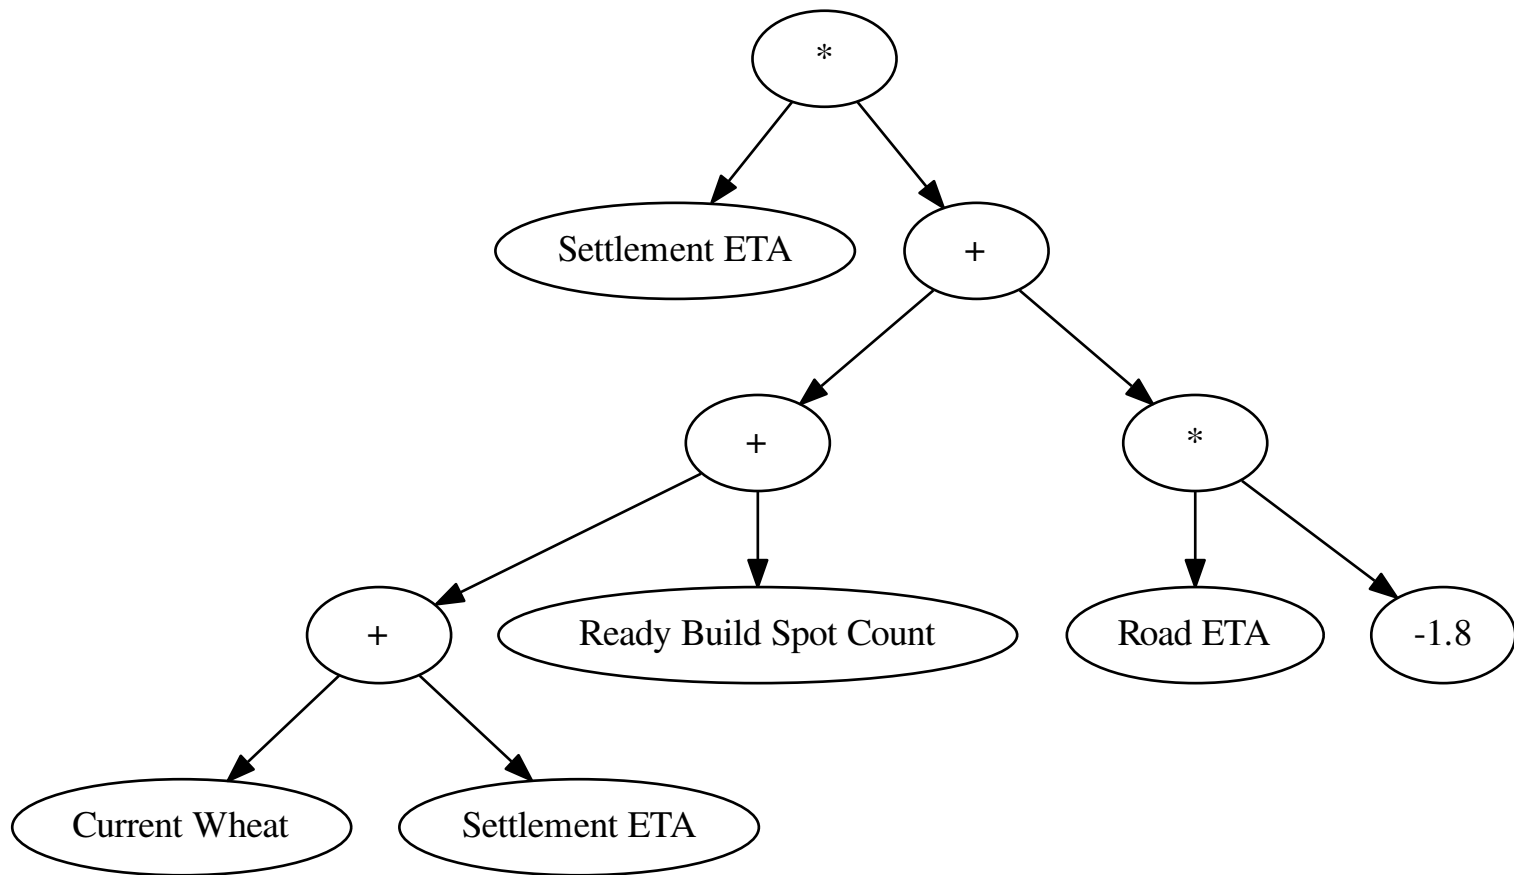 *
Settlement ETA
+
+
*
+
Ready Build Spot Count
Road ETA
-1.8
Current Wheat
Settlement ETA